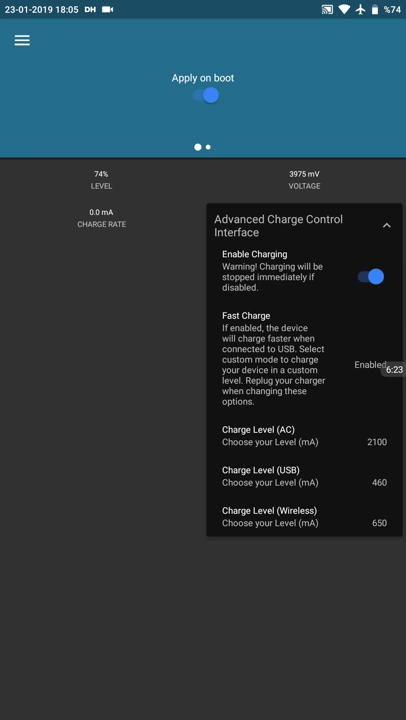 23-01-2019 18:05 DH %74
Apply on boot
74%
LEVEL
3975 mV
VOLTAGE
0.0 mA
CHARGE RATE
Advanced Charge Control
Interface
Enable Charging
Warning! Charging will be
stopped immediately if
disabled.
Fast Charge
If enabled, the device
will charge faster when
connected to USB. Select
custom mode to charge
your device in a custom
level. Replug your charger
when changing these
options.
Enabled
6:23
Charge Level (AC)
Choose your Level (mA) 2100
Charge Level (USB)
Choose your Level (mA) 460
Charge Level (Wireless)
Choose your Level (mA) 650